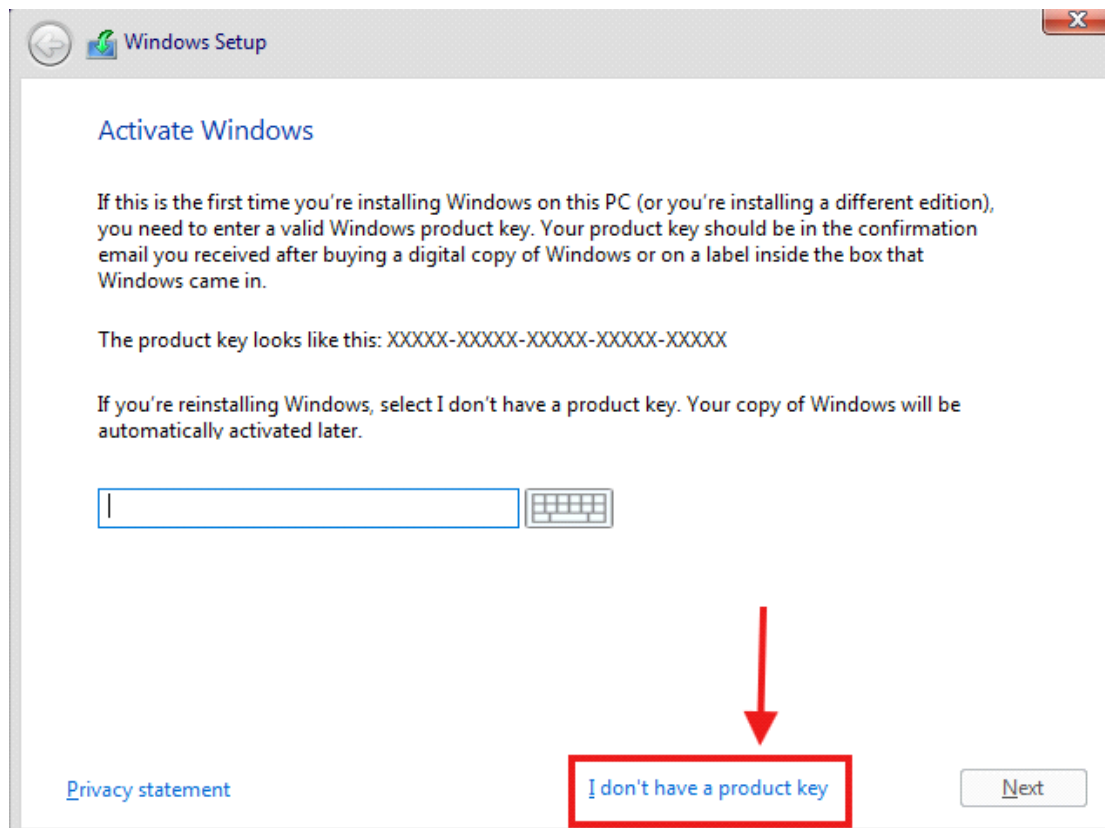 Windows Setup
Activate Windows
If this is the first time you're installing Windows on this PC (or you're installing a different edition),
you need to enter a valid Windows product key. Your product key should be in the confirmation
email you received after buying a digital copy of Windows or on a label inside the box that
Windows came in.
The product key looks like this: XXXXX-XXXXX-XXXXX-XXXXX-XXXXX
If you're reinstalling Windows, select I don't have a product key. Your copy of Windows will be
automatically activated later.
Privacy statement
I don't have a product key
Next